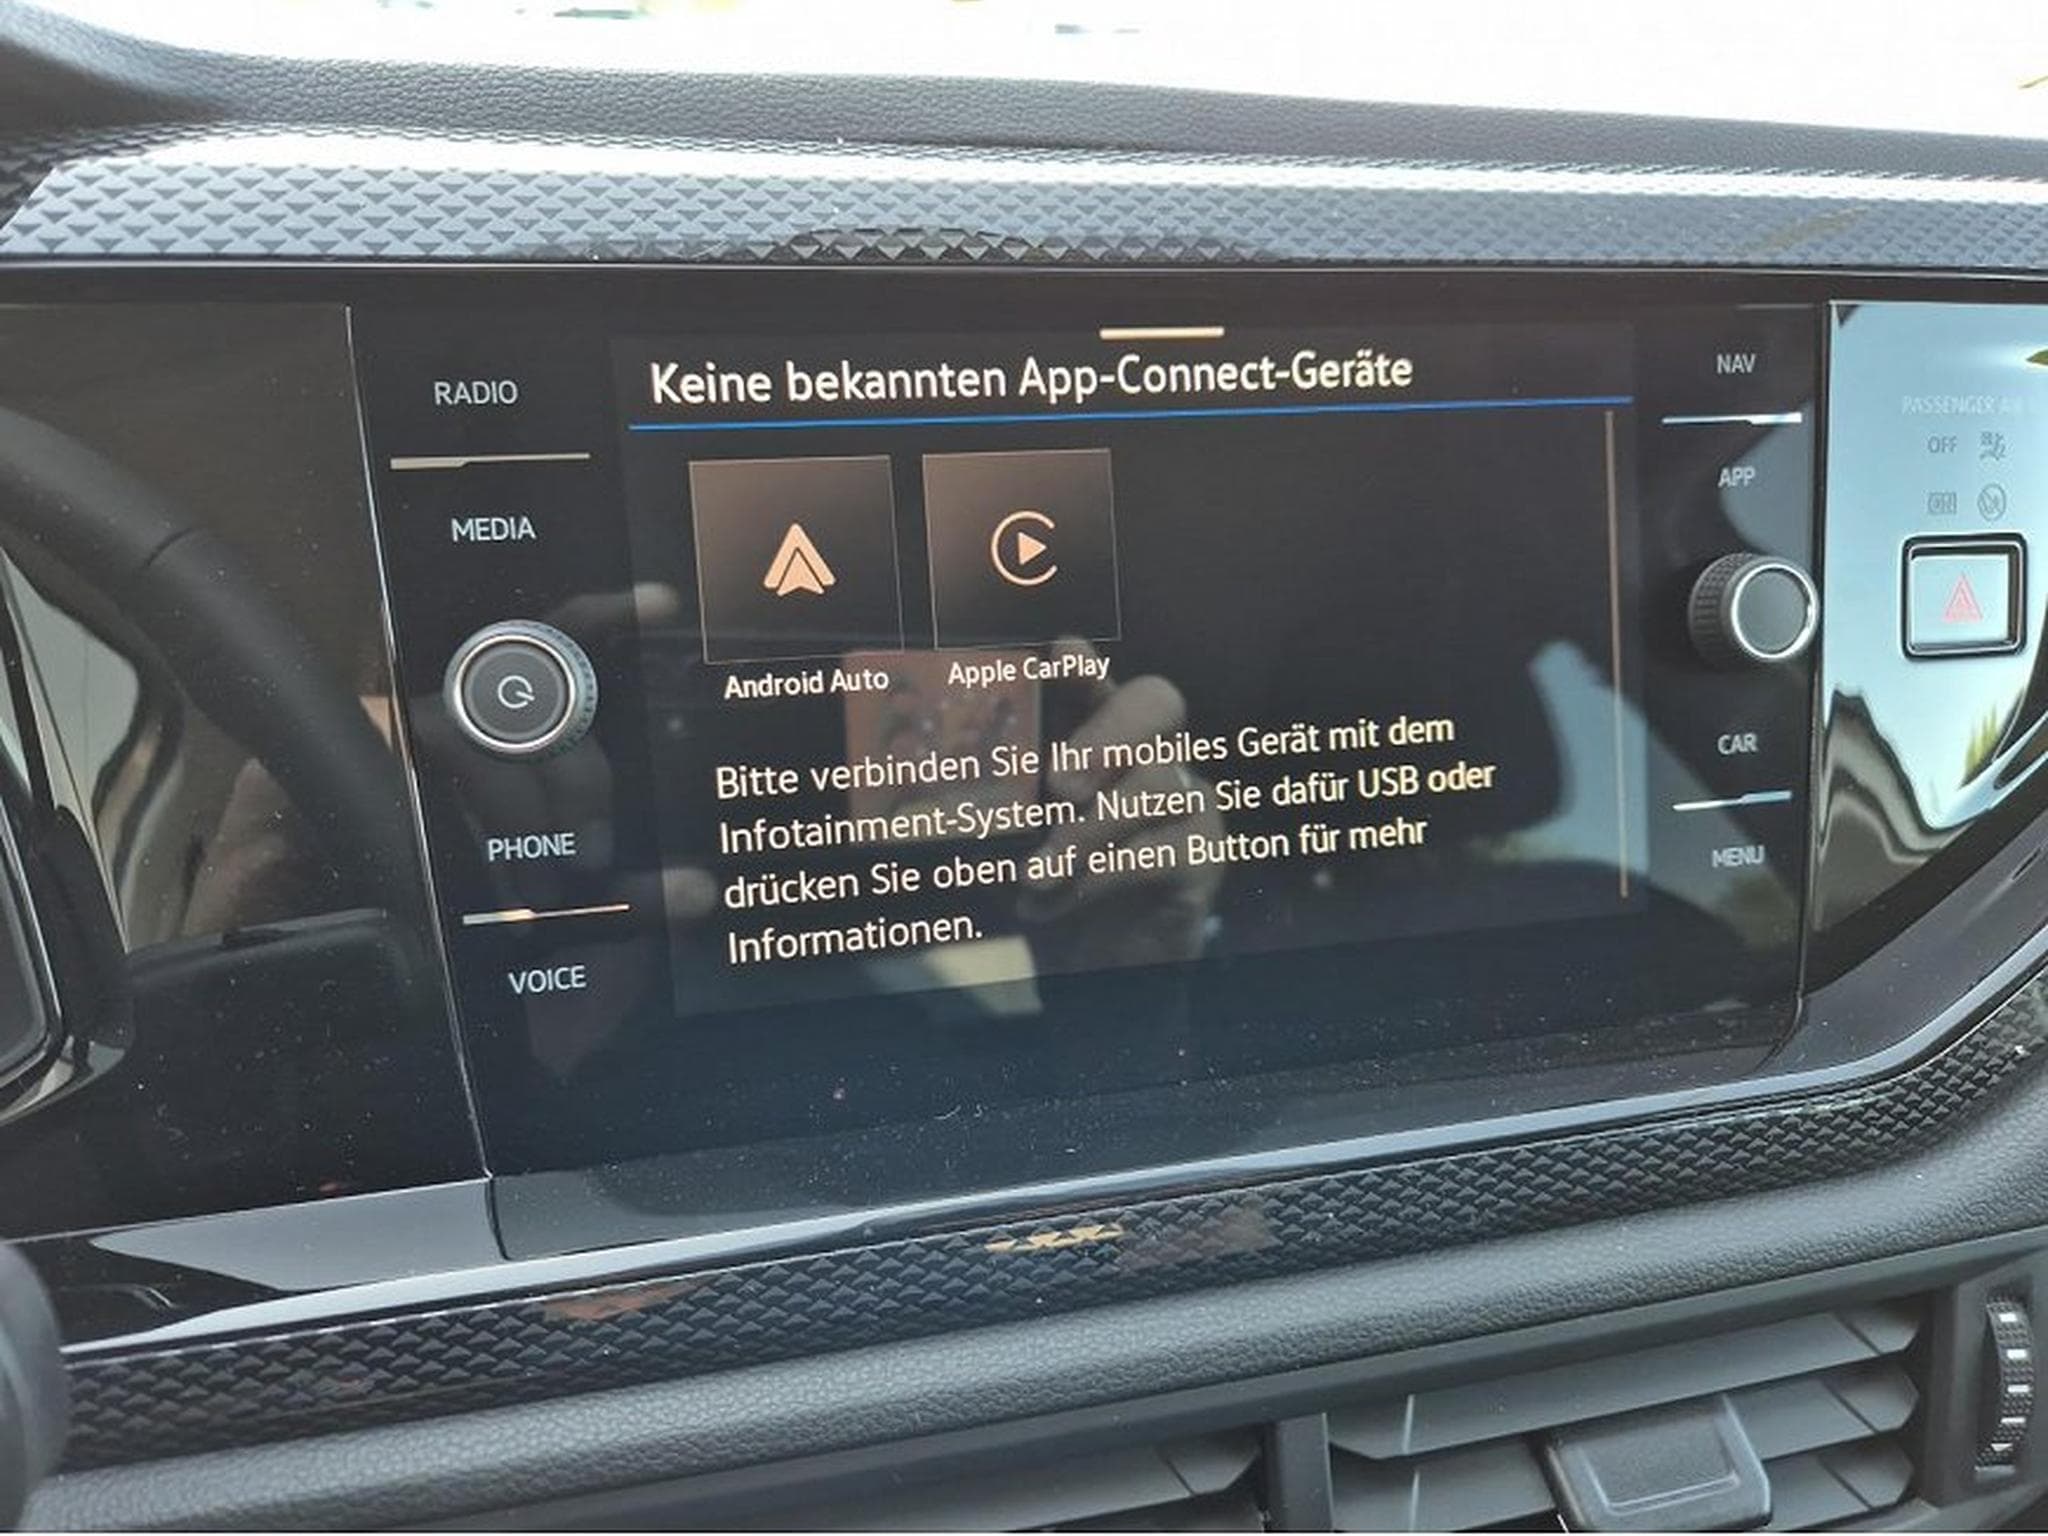 Keine bekannten App-Connect-Geräte
RADIO
MEDIA
PHONE
VOICE
Android Auto
Apple CarPlay
Bitte verbinden Sie Ihr mobiles Gerät mit dem
Infotainment-System. Nutzen Sie dafür USB oder
drücken Sie oben auf einen Button für mehr
Informationen.
NAV
APP
CAR
MENU
PASSENGER
OFF